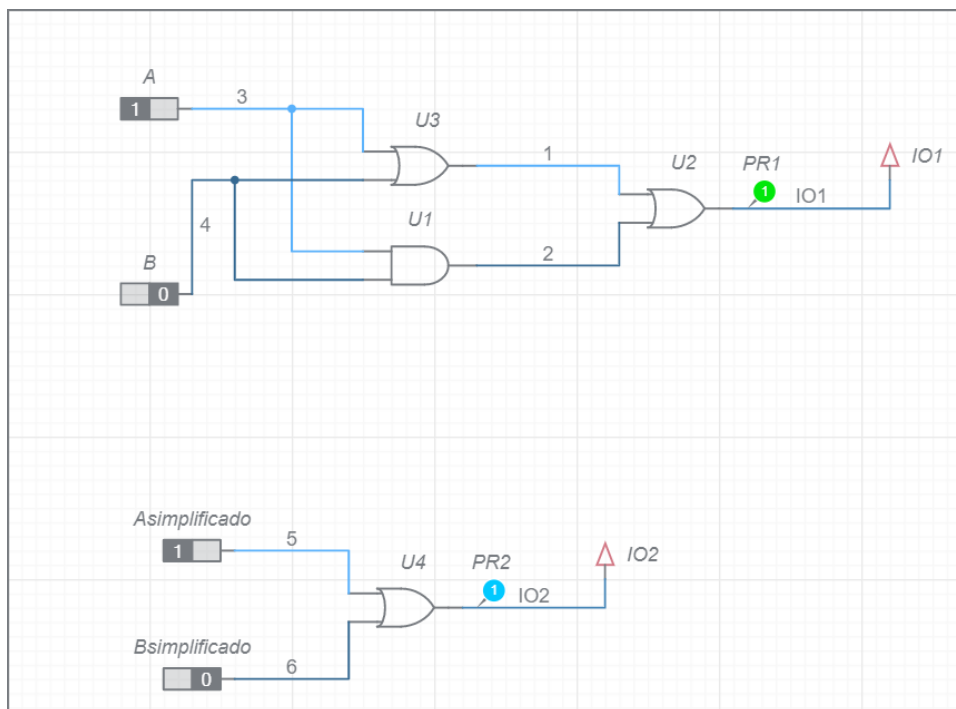 A
1
3
U3
1
U2
PR1
1
IO1
IO1
4
U1
2
B
0
Asimplificado
1
5
U4
PR2
1
IO2
IO2
Bsimplificado
0
6